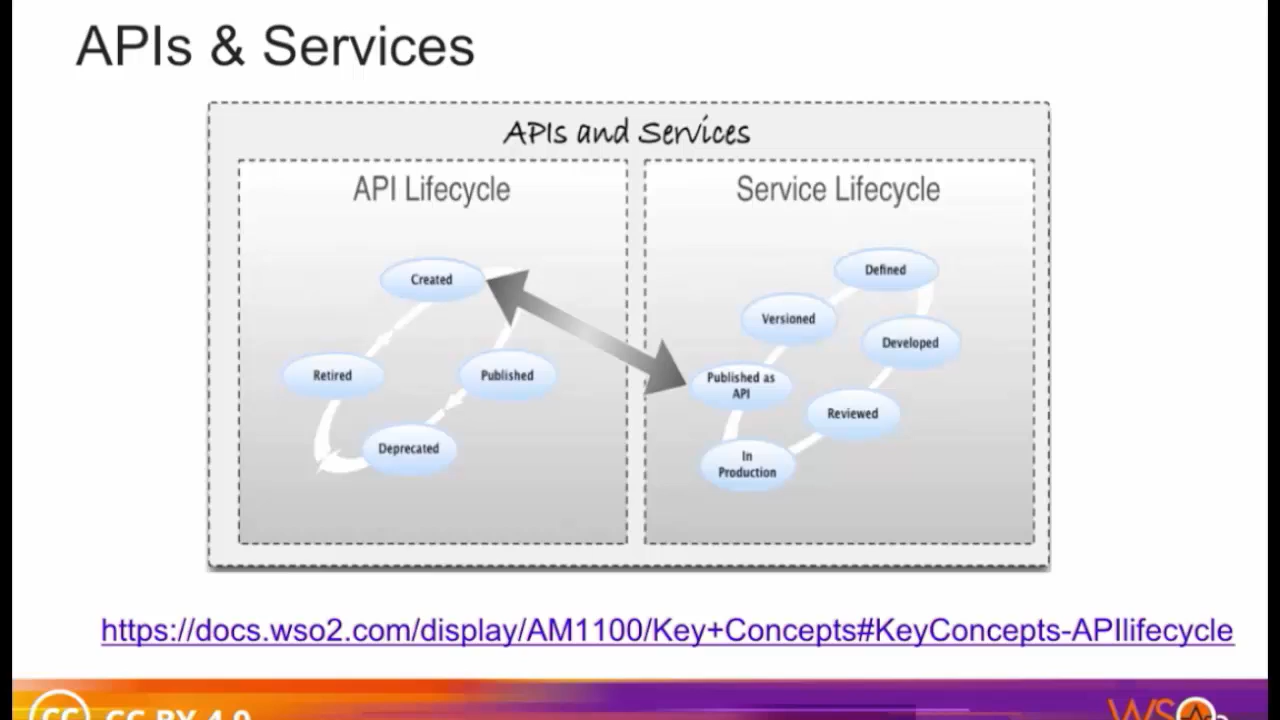 APIs & Services
APIs and Services
API Lifecycle
Created
Retired
Published
Deprecated
Service Lifecycle
Defined
Versioned
Developed
Published as
API
Reviewed
In
Production
https://docs.wso2.com/display/AM1100/Key+Concepts#KeyConcepts-APIlifecycle
CC BY 4.0
WSO2